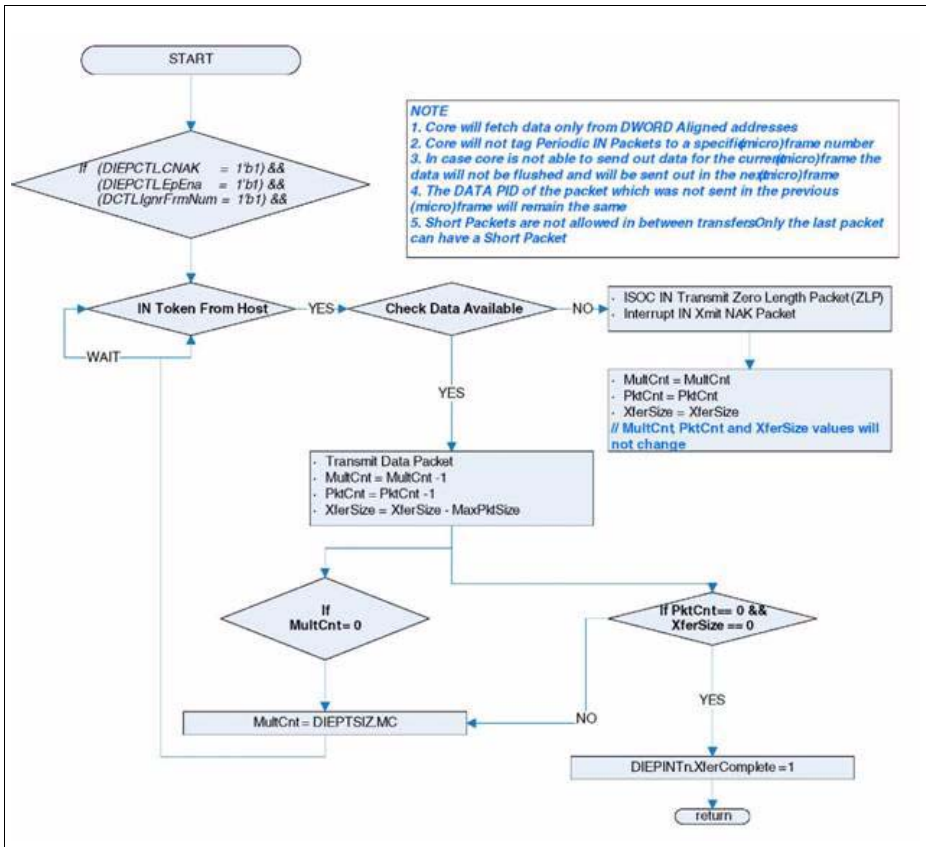 START
If (DIEPCTL.CNAK = 1'b1) &&
(DIEPCTL.EpEna = 1'b1) &&
(DCTL.IgnrFrmNum = 1'b1) &&
NOTE
1. Core will fetch data only from DWORD Aligned addresses
2. Core will not tag Periodic IN Packets to a specific(micro)frame number
3. In case core is not able to send out data for the current(micro)frame the
data will not be flushed and will be sent out in the next(micro)frame
4. The DATA PID of the packet which was not sent in the previous
(micro)frame will remain the same
5. Short Packets are not allowed in between transfersOnly the last packet
can have a Short Packet
IN Token From Host
YES
Check Data Available
NO
· ISOC IN Transmit Zero Length Packet(ZLP)
· Interrupt IN Xmit NAK Packet
WAIT
· MultCnt = MultCnt
· PktCnt = PktCnt
· XferSize = XferSize
// MultCnt, PktCnt and XferSize values will
not change
YES
· Transmit Data Packet
· MultCnt = MultCnt -1
· PktCnt = PktCnt -1
· XferSize = XferSize - MaxPktSize
If
MultCnt= 0
If PktCnt== 0 &&
XferSize == 0
YES
NO
MultCnt = DIEPTSIZ.MC
DIEPINTn.XferComplete =1
return